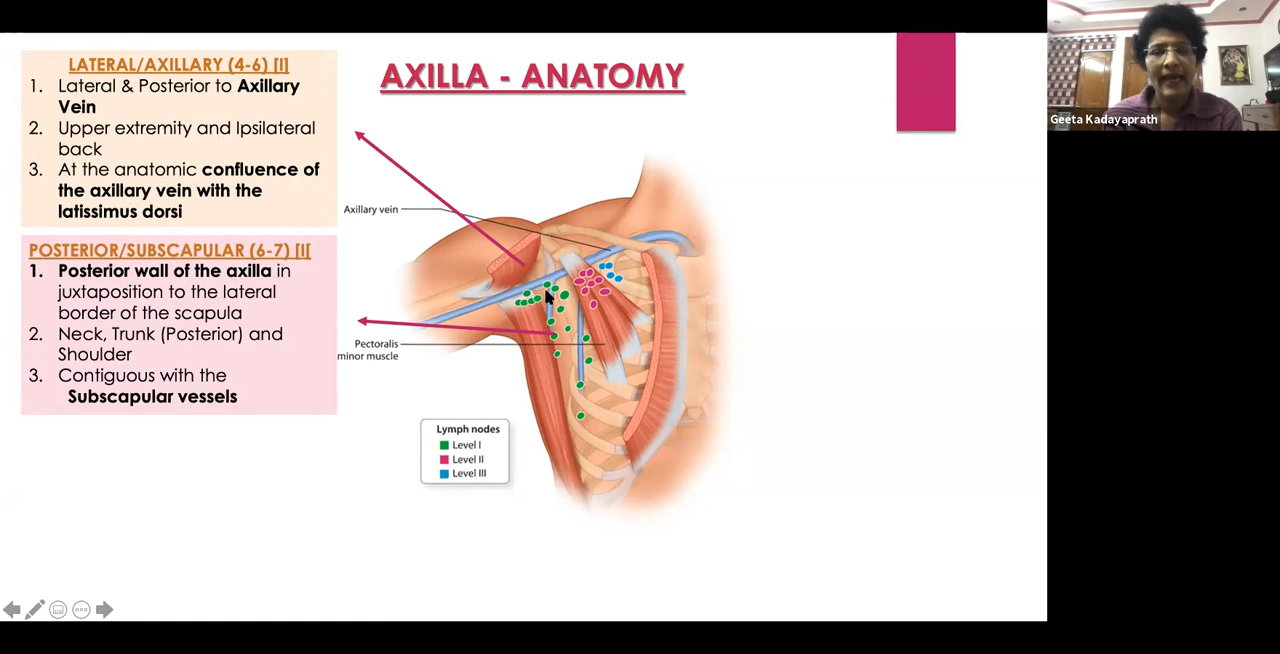 LATERAL/AXILLARY (4-6) [I]
1. Lateral & Posterior to Axillary
Vein
2. Upper extremity and Ipsilateral
back
3. At the anatomic confluence of
the axillary vein with the
latissimus dorsi
POSTERIOR/SUBSCAPULAR (6-7) [I[
1. Posterior wall of the axilla in
juxtaposition to the lateral
border of the scapula
2. Neck, Trunk (Posterior) and
Shoulder
3. Contiguous with the
Subscapular vessels
AXILLA - ANATOMY
Axillary vein
Pectoralis
minor muscle
Lymph nodes
Level I
Level II
Level III
Geeta Kadayaprath